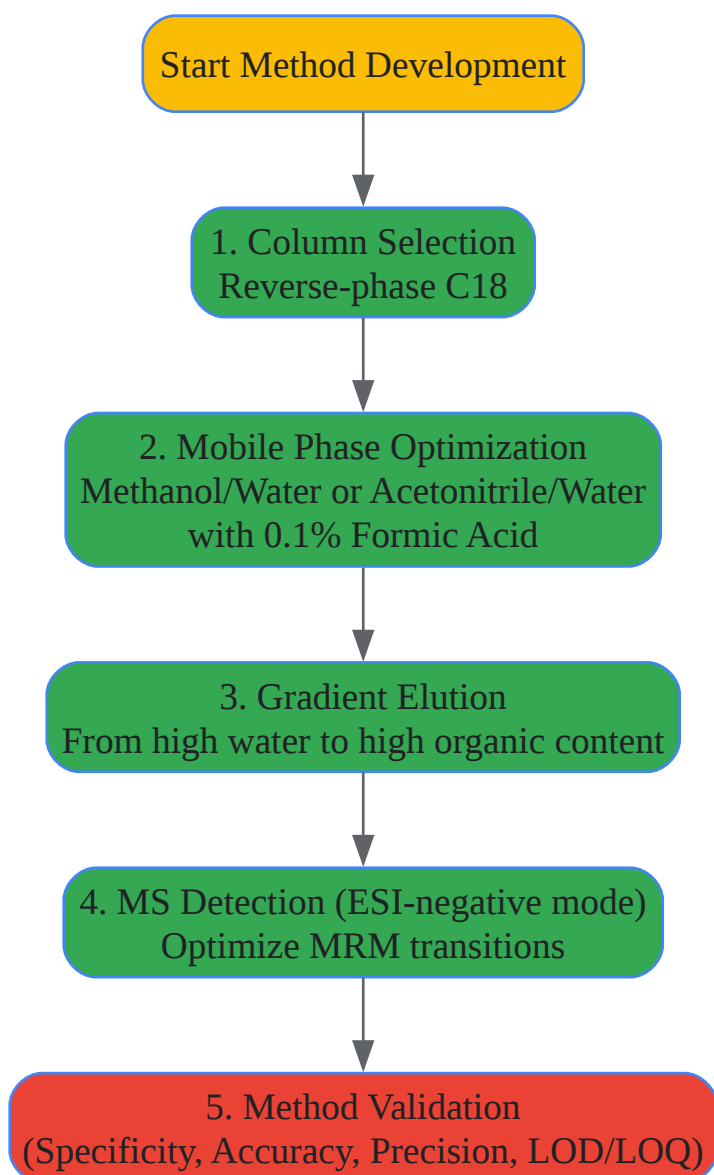 Start Method Development
1. Column Selection
Reverse-phase C18
2. Mobile Phase Optimization
Methanol/Water or Acetonitrile/Water
with 0.1% Formic Acid
3. Gradient Elution
From high water to high organic content
4. MS Detection (ESI-negative mode)
Optimize MRM transitions
5. Method Validation
(Specificity, Accuracy, Precision, LOD/LOQ)